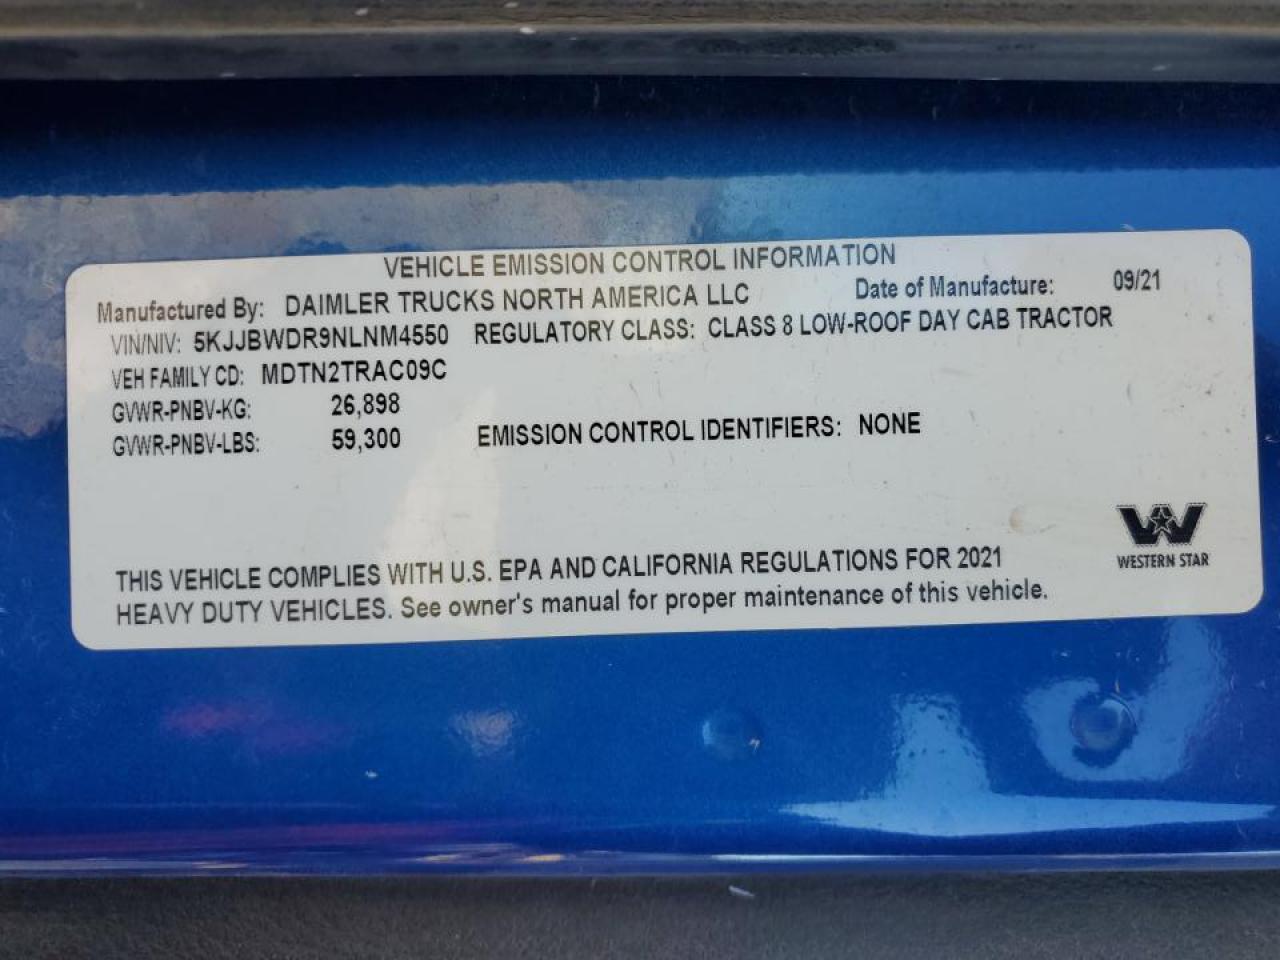 VEHICLE EMISSION CONTROL INFORMATION
Manufactured By: DAIMLER TRUCKS NORTH AMERICA LLC Date of Manufacture: 09/21
VIN/NIV: 5KJJBWDR9NLNM4550 REGULATORY CLASS: CLASS 8 LOW-ROOF DAY CAB TRACTOR
VEH FAMILY CD: MDTN2TRAC09C
GVWR-PNBV-KG: 26,898
GVWR-PNBV-LBS: 59,300 EMISSION CONTROL IDENTIFIERS: NONE
WESTERN STAR
THIS VEHICLE COMPLIES WITH U.S. EPA AND CALIFORNIA REGULATIONS FOR 2021
HEAVY DUTY VEHICLES. See owner's manual for proper maintenance of this vehicle.